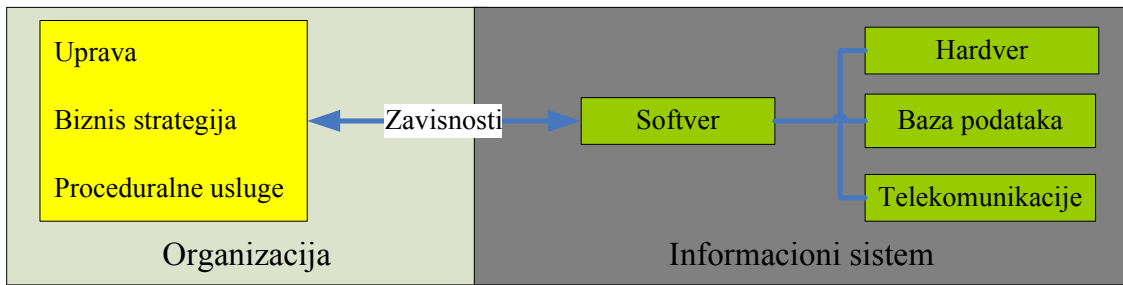 Uprava
Biznis strategija
Proceduralne usluge
Organizacija
Zavisnosti
Softver
Hardver
Baza podataka
Telekomunikacije
Informacioni sistem